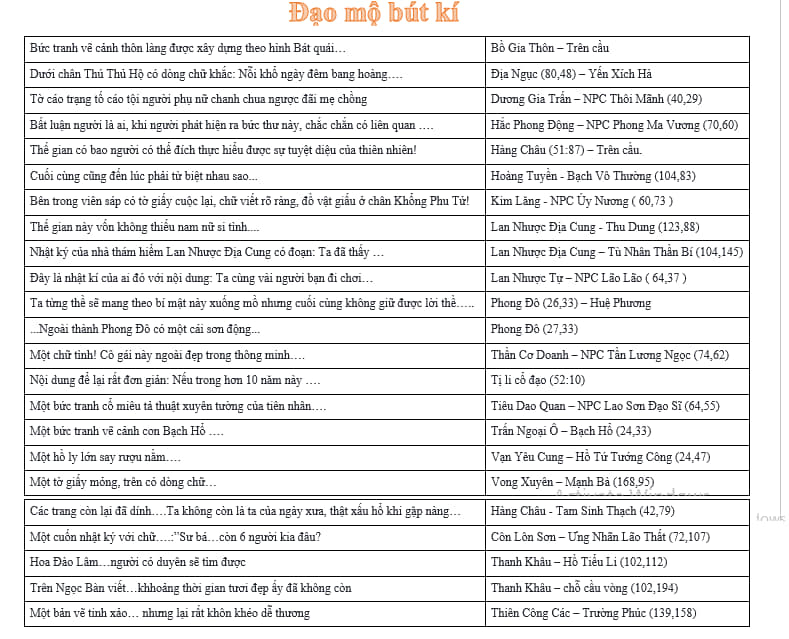 Đạo mộ bút kí
Bức tranh vẽ cảnh thôn làng được xây dựng theo hình Bát quái… Bồ Gia Thôn – Trên cầu
Dưới chân Thủ Thủ Hộ có dòng chữ khắc: Nỗi khổ ngày đêm bang hoàng…. Địa Ngục (80,48) – Yến Xích Hà
Tờ cáo trạng tố cáo tội người phụ nữ chanh chua ngược đãi mẹ chồng Dương Gia Trấn – NPC Thôi Mãnh (40,29)
Bất luận người là ai, khi người phát hiện ra bức thư này, chắc chắn có liên quan …. Hắc Phong Động – NPC Phong Ma Vương (70,60)
Thế gian có bao người có thể đích thực hiểu được sự tuyệt diệu của thiên nhiên! Hàng Châu (51:87) – Trên cầu.
Cuối cùng cũng đến lúc phải từ biệt nhau sao... Hoàng Tuyền - Bạch Vô Thường (104,83)
Bên trong viên sáp có tờ giấy cuộc lại, chữ viết rõ ràng, đồ vật giấu ở chân Khổng Phu Tử! Kim Lăng - NPC Ủy Nương ( 60,73 )
Thế gian này vốn không thiếu nam nữ si tình.... Lan Nhược Địa Cung - Thu Dung (123,88)
Nhật ký của nhà thám hiểm Lan Nhược Địa Cung có đoạn: Ta đã thấy … Lan Nhược Địa Cung – Tù Nhân Thần Bí (104,145)
Đây là nhật kí của ai đó với nội dung: Ta cùng vài người bạn đi chơi… Lan Nhược Tự – NPC Lão Lão ( 64,37 )
Ta từng thề sẽ mang theo bí mật này xuống mồ nhưng cuối cùng không giữ được lời thề….. Phong Đô (26,33) – Huệ Phương
...Ngoài thành Phong Đô có một cái sơn động... Phong Đô (27,33)
Một chữ tình! Cô gái này ngoài đẹp trong thông minh…. Thần Cơ Doanh – NPC Tần Lương Ngọc (74,62)
Nội dung để lại rất đơn giản: Nếu trong hơn 10 năm này …. Tị lí cổ đạo (52:10)
Một bức tranh cổ miêu tả thuật xuyên tường của tiên nhân…. Tiêu Dao Quan – NPC Lao Sơn Đạo Sĩ (64,55)
Một bức tranh vẽ cảnh con Bạch Hổ …. Trấn Ngoại Ô – Bạch Hổ (24,33)
Một hồ ly lớn say rượu nằm…. Vạn Yêu Cung – Hồ Tứ Tướng Công (24,47)
Một tờ giấy mỏng, trên có dòng chữ… Vong Xuyên – Mạnh Bà (168,95)
Các trang còn lại đã dính….Ta không còn là ta của ngày xưa, thật xấu hổ khi gặp nàng… Hàng Châu - Tam Sinh Thạch (42,79)
Một cuốn nhật ký với chữ….:"Sư bá…còn 6 người kia đâu? Côn Lôn Sơn – Ưng Nhãn Lão Thất (72,107)
Hoa Đào Lâm…người có duyên sẽ tìm được Thanh Khâu – Hồ Tiểu Li (102,112)
Trên Ngọc Bàn viết…khhoảng thời gian tươi đẹp ấy đã không còn Thanh Khâu – chỗ cầu vòng (102,194)
Một bản vẽ tinh xảo… nhưng lại rất khôn khéo dễ thương Thiên Công Các – Trường Phúc (139,158)